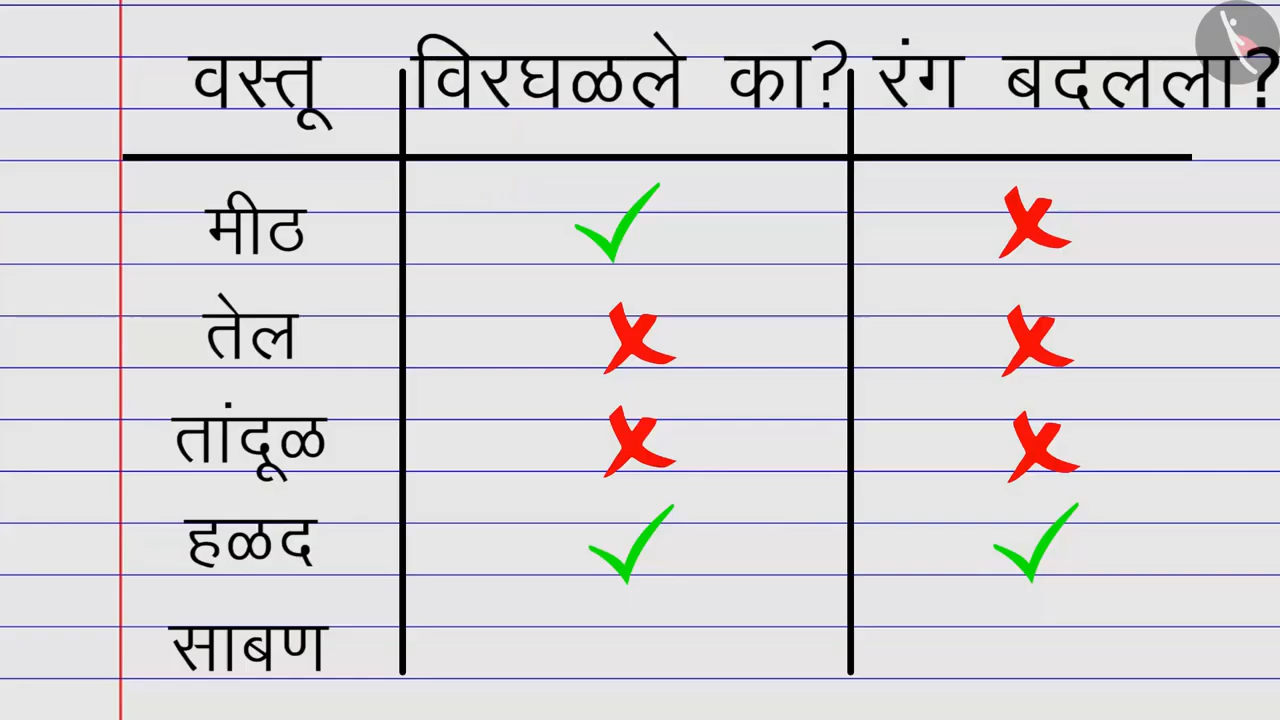 वस्तू विरघळले का? रंग बदलला?
मीठ
तेल
तांदूळ
हळद
साबण